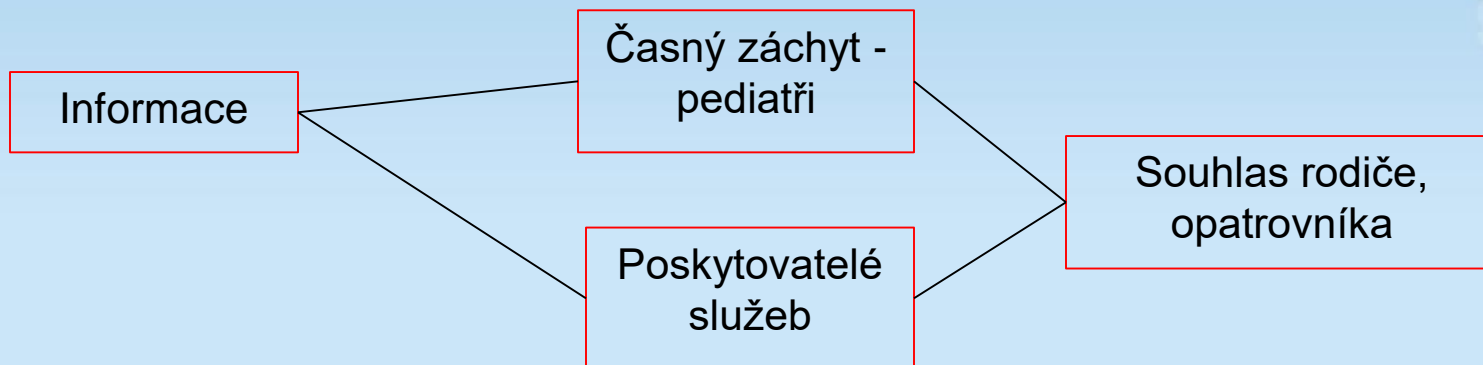 Informace
Časný záchyt -
pediatři
Poskytovatelé
služeb
Souhlas rodiče,
opatrovníka